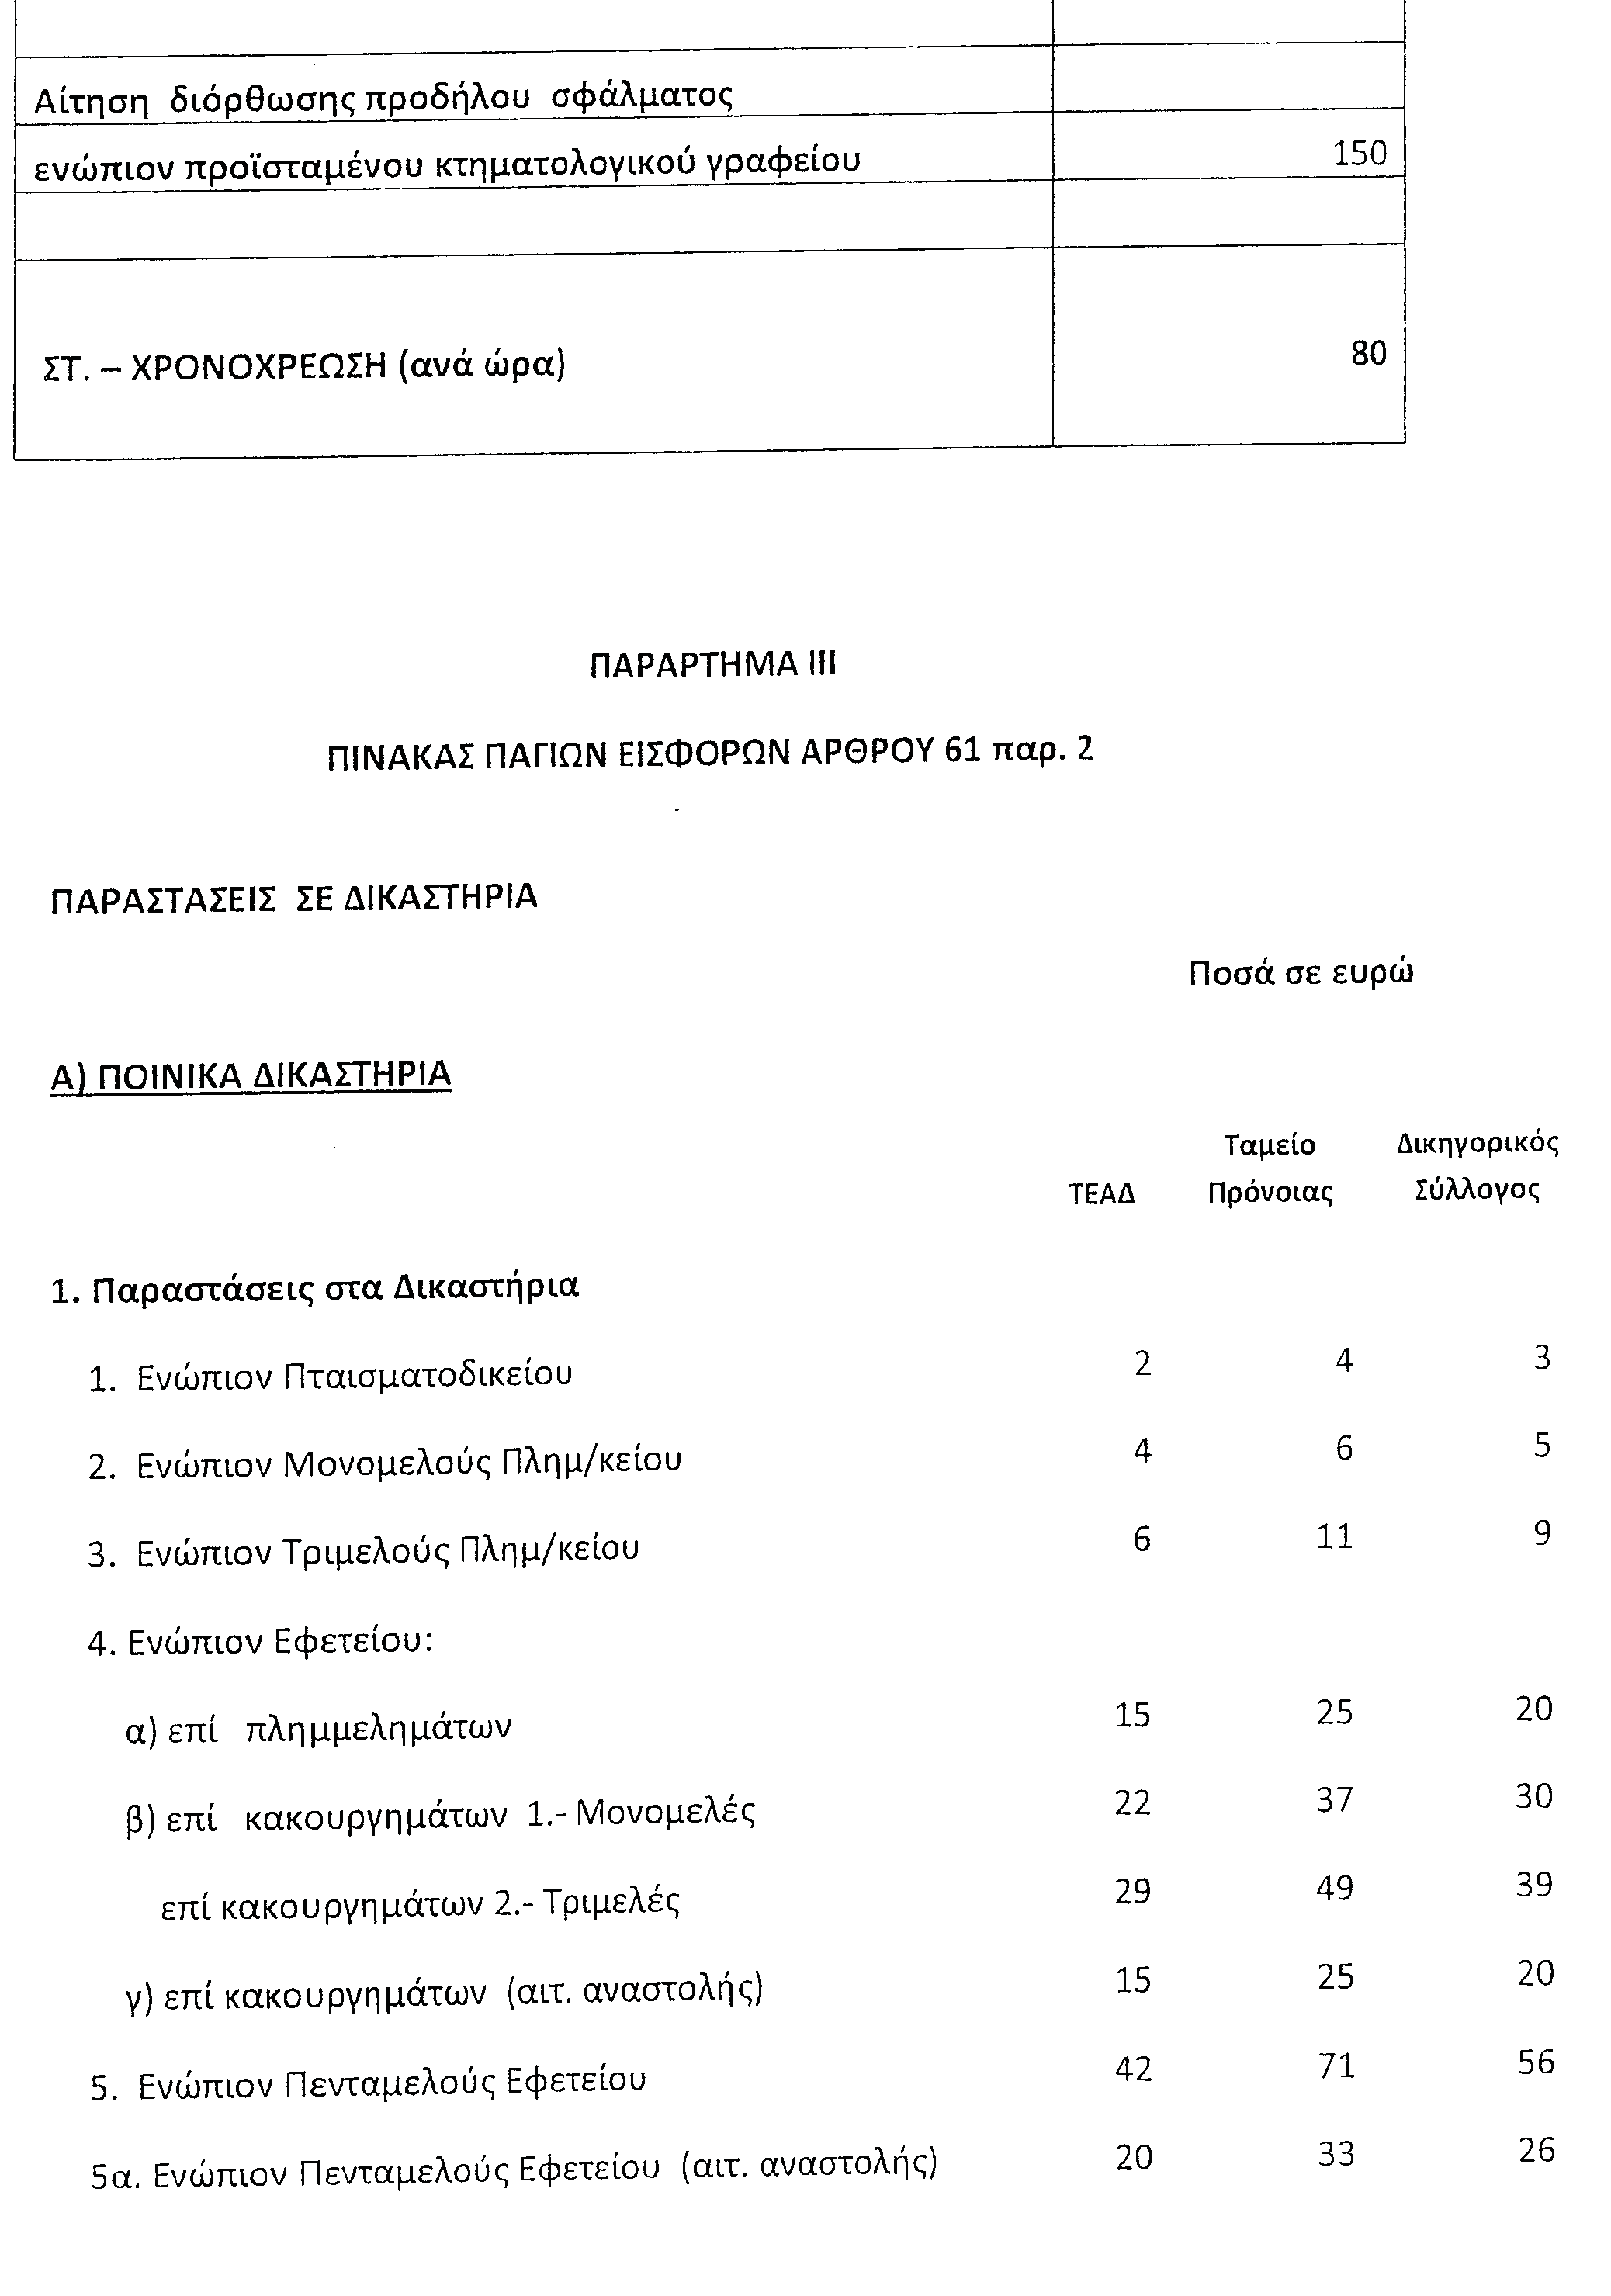 Αίτηση διόρθωσης προδήλου σφάλματος
ενώπιον προϊσταμένου κτηματολογικού γραφείου 150
ΣΤ. – ΧΡΟΝΟΧΡΕΩΣΗ (ανά ώρα) 80
ΠΑΡΑΡΤΗΜΑ ΙΙΙ
ΠΙΝΑΚΑΣ ΠΑΓΙΩΝ ΕΙΣΦΟΡΩΝ ΑΡΘΡΟΥ 61 παρ. 2
ΠΑΡΑΣΤΑΣΕΙΣ ΣΕ ΔΙΚΑΣΤΗΡΙΑ
Ποσά σε ευρώ
Α) ΠΟΙΝΙΚΑ ΔΙΚΑΣΤΗΡΙΑ
Ταμείο Δικηγορικός
ΤΕΑΔ Πρόνοιας Σύλλογος
1. Παραστάσεις στα Δικαστήρια
1. Ενώπιον Πταισματοδικείου 2 4 3
2. Ενώπιον Μονομελούς Πλημ/κείου 4 6 5
3. Ενώπιον Τριμελούς Πλημ/κείου 6 11 9
4. Ενώπιον Εφετείου:
α) επί πλημμελημάτων 15 25 20
β) επί κακουργημάτων 1.- Μονομελές 22 37 30
επί κακουργημάτων 2.- Τριμελές 29 49 39
γ) επί κακουργημάτων (αιτ. αναστολής) 15 25 20
5. Ενώπιον Πενταμελούς Εφετείου 42 71 56
5α. Ενώπιον Πενταμελούς Εφετείου (αιτ. αναστολής) 20 33 26